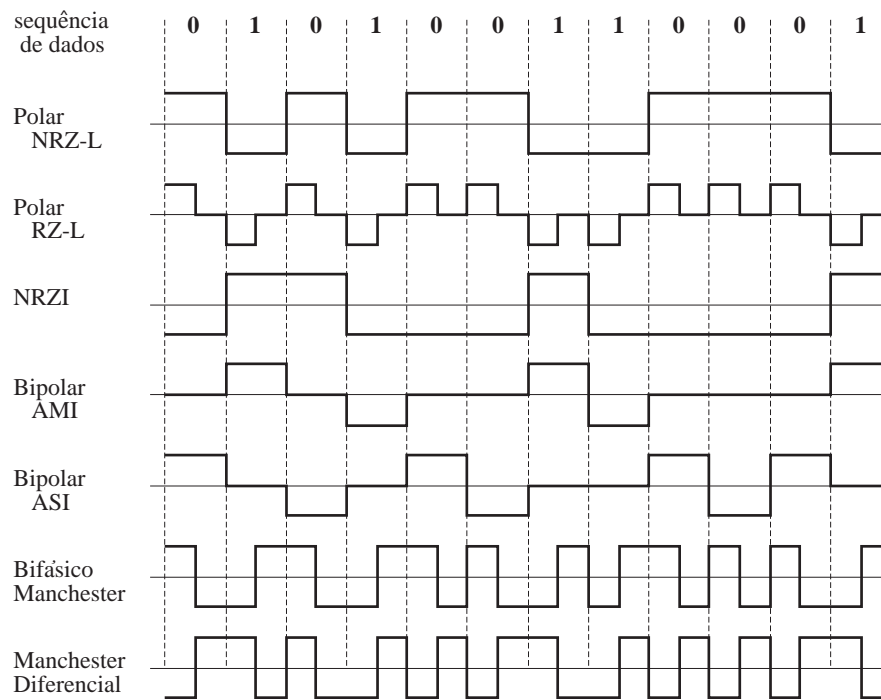 sequência
de dados
0 1 0 1 0 0 1 1 0 0 0 1
Polar
NRZ-L
Polar
RZ-L
NRZI
Bipolar
AMI
Bipolar
ASI
Bifásico
Manchester
Manchester
Diferencial